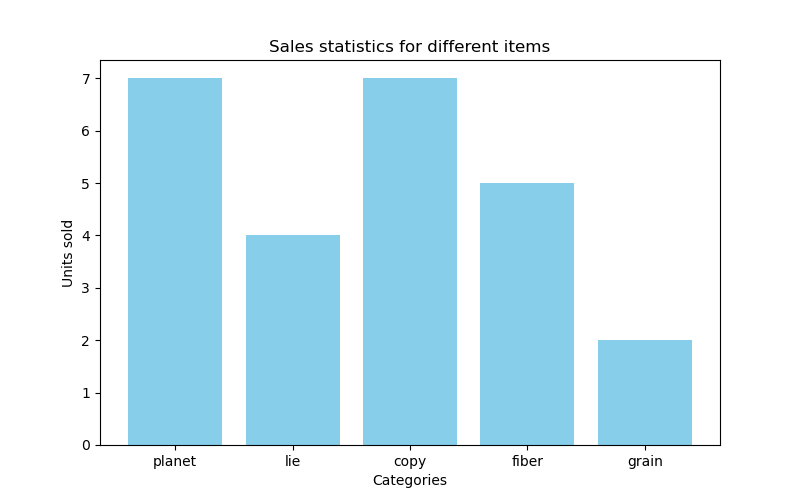 Sales statistics for different items
Units sold
7
6
5
4
3
2
1
0
planet lie copy fiber grain
Categories